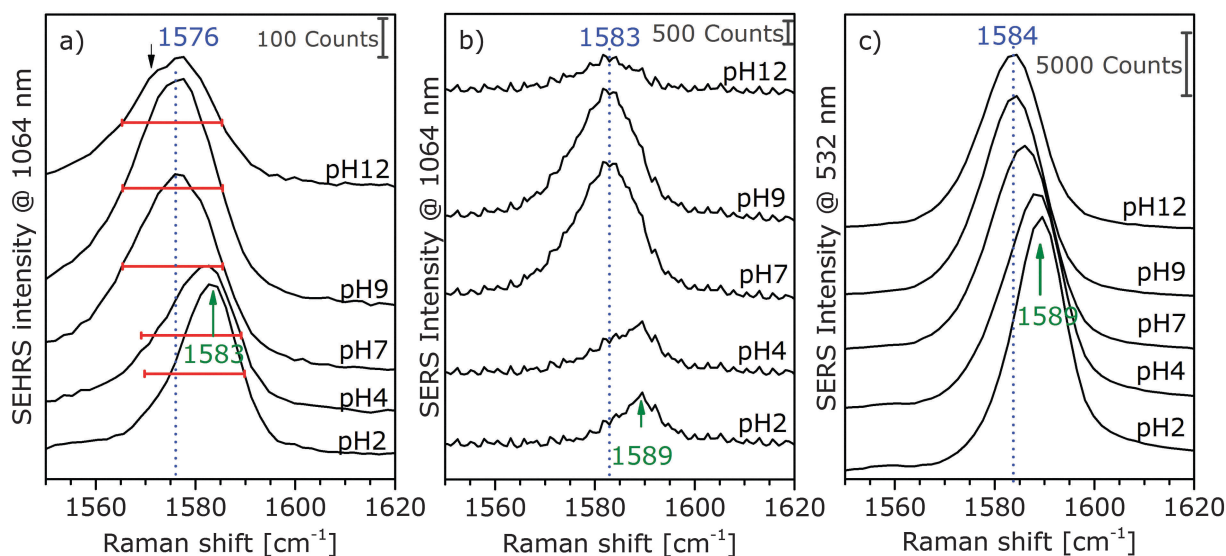 a)
1576
100 Counts
pH12
pH9
pH7
1583
pH4
pH2
SEHRS intensity @ 1064 nm
1560 1580 1600 1620
Raman shift [cm⁻¹]
b)
1583
500 Counts
pH12
pH9
pH7
pH4
pH2
1589
SERS Intensity @ 1064 nm
1560 1580 1600 1620
Raman shift [cm⁻¹]
c)
1584
5000 Counts
pH12
pH9
1589
pH7
pH4
pH2
SERS intensity @ 532 nm
1560 1580 1600 1620
Raman shift [cm⁻¹]